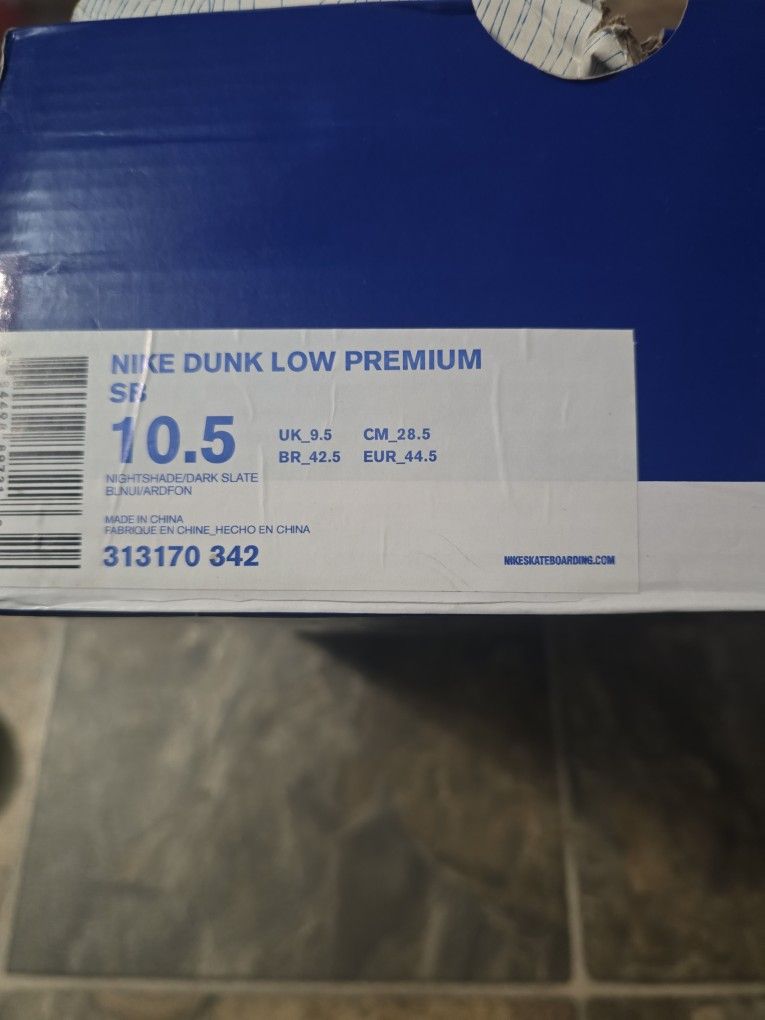 NIKE DUNK LOW PREMIUM
SB
10.5
UK_9.5 CM_28.5
BR_42.5 EUR_44.5
NIGHTSHADE/DARK SLATE
BLNUI/ARDFON
MADE IN CHINA
FABRIQUE EN CHINE_HECHO EN CHINA
313170 342
NIKESKATEBOARDING.COM